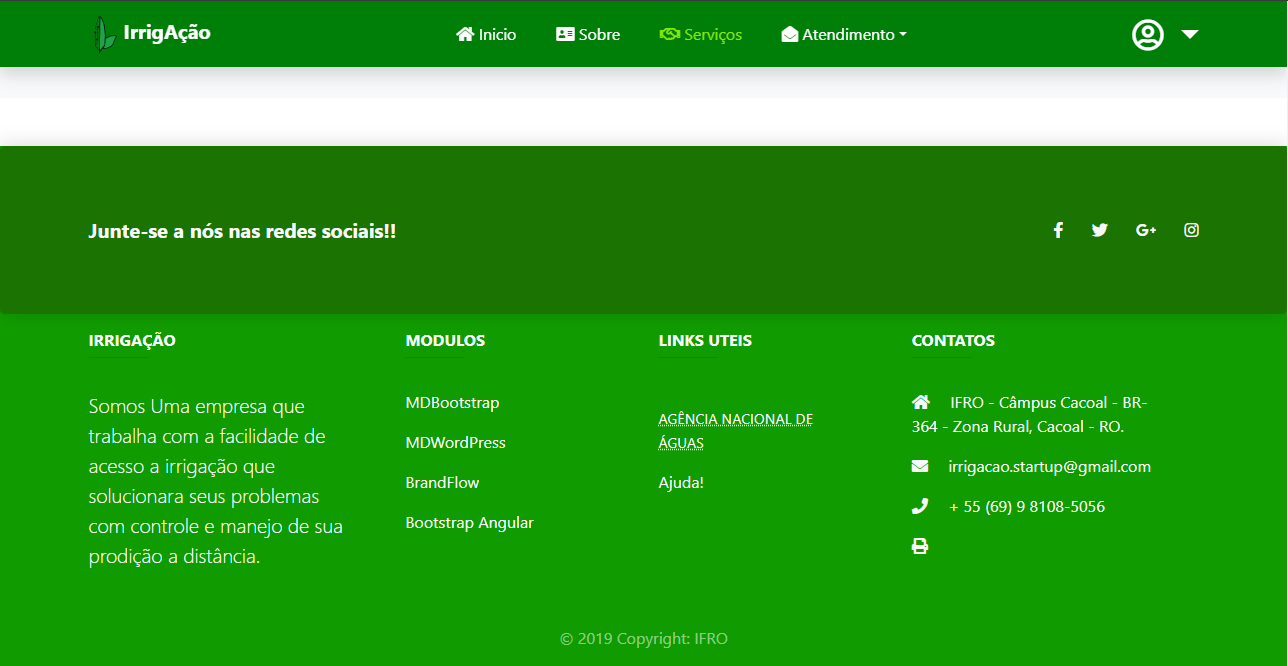 IrrigAção
Inicio
Sobre
Serviços
Atendimento
Junte-se a nós nas redes sociais!!
IRRIGAÇÃO
Somos Uma empresa que
trabalha com a facilidade de
acesso a irrigação que
solucionara seus problemas
com controle e manejo de sua
prodição a distância.
MODULOS
MDBootstrap
MDWordPress
BrandFlow
Bootstrap Angular
LINKS UTEIS
AGÊNCIA NACIONAL DE
ÁGUAS
Ajuda!
CONTATOS
IFRO - Câmpus Cacoal - BR-
364 - Zona Rural, Cacoal - RO.
irrigacao.startup@gmail.com
+ 55 (69) 9 8108-5056
© 2019 Copyright: IFRO